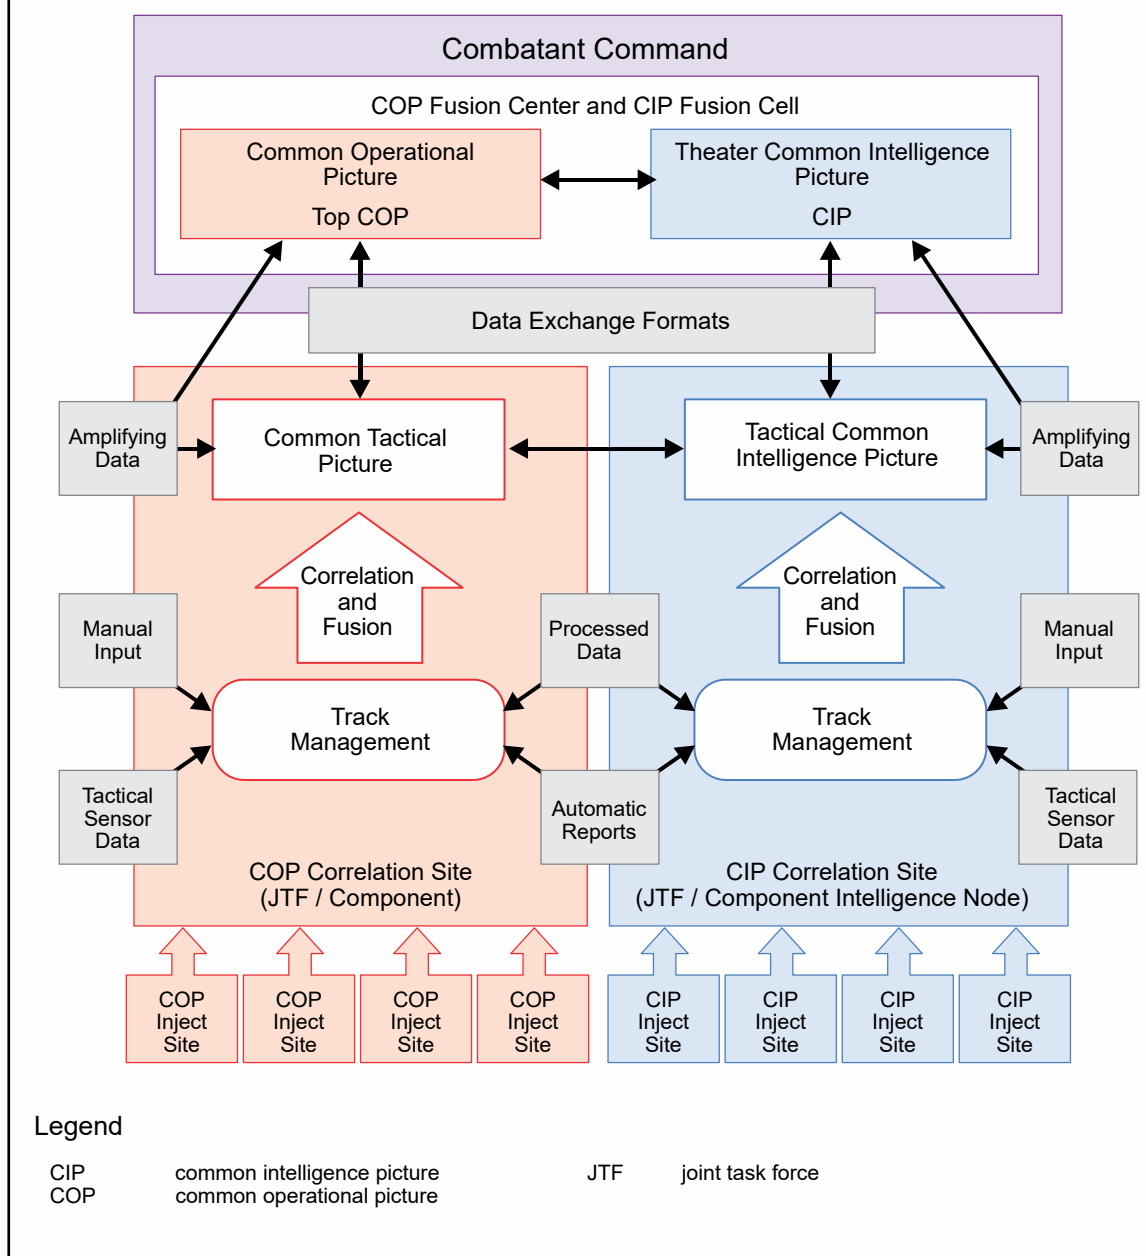 Combatant Command
COP Fusion Center and CIP Fusion Cell
Common Operational
Picture
Top COP
Theater Common Intelligence
Picture
CIP
Data Exchange Formats
Amplifying
Data
Common Tactical
Picture
Tactical Common
Intelligence Picture
Amplifying
Data
Correlation
and
Fusion
Correlation
and
Fusion
Manual
Input
Processed
Data
Manual
Input
Track
Management
Track
Management
Tactical
Sensor
Data
Automatic
Reports
Tactical
Sensor
Data
COP Correlation Site
(JTF / Component)
CIP Correlation Site
(JTF / Component Intelligence Node)
COP
Inject
Site
COP
Inject
Site
COP
Inject
Site
COP
Inject
Site
CIP
Inject
Site
CIP
Inject
Site
CIP
Inject
Site
CIP
Inject
Site
Legend
CIP common intelligence picture
COP common operational picture
JTF joint task force